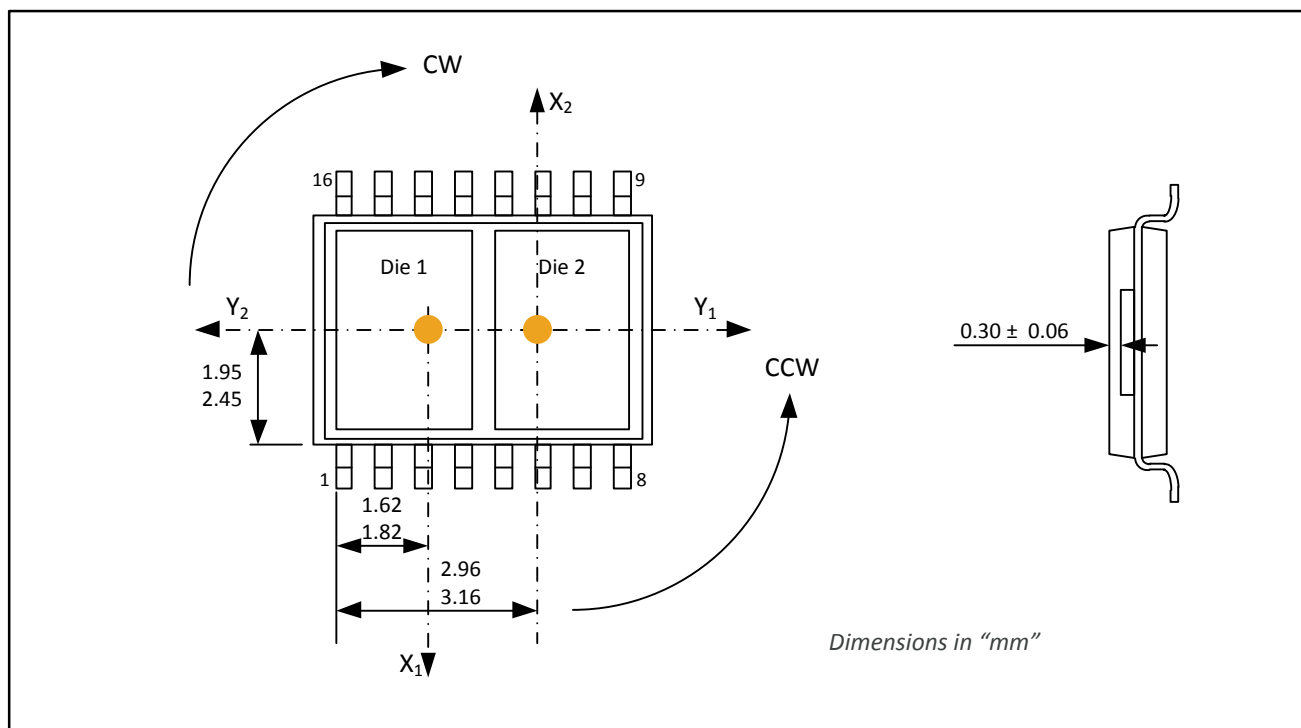 CW
X₂
16
9
Die 1
Die 2
Y₂
Y₁
0.30 ± 0.06
1.95
2.45
CCW
1
8
1.62
1.82
2.96
3.16
Dimensions in “mm”
X₁